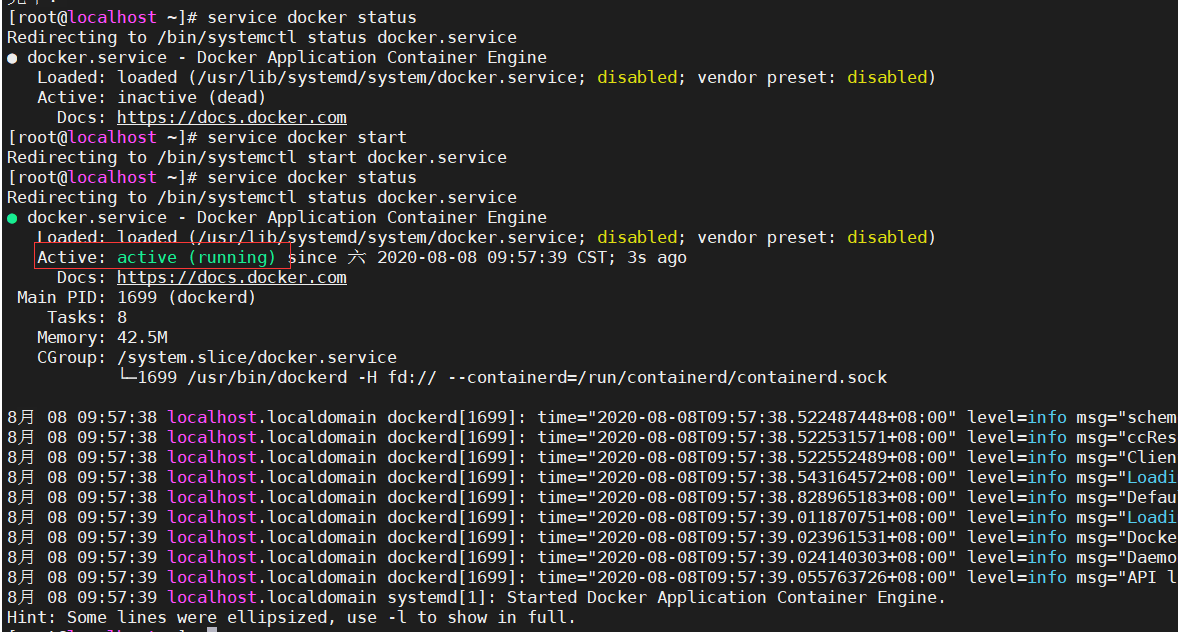 [root@localhost ~]# service docker status
Redirecting to /bin/systemctl status docker.service
● docker.service - Docker Application Container Engine
   Loaded: loaded (/usr/lib/systemd/system/docker.service; disabled; vendor preset: disabled)
   Active: inactive (dead)
     Docs: https://docs.docker.com
[root@localhost ~]# service docker start
Redirecting to /bin/systemctl start docker.service
[root@localhost ~]# service docker status
Redirecting to /bin/systemctl status docker.service
● docker.service - Docker Application Container Engine
   Loaded: loaded (/usr/lib/systemd/system/docker.service; disabled; vendor preset: disabled)
   Active: active (running) since 六 2020-08-08 09:57:39 CST; 3s ago
     Docs: https://docs.docker.com
 Main PID: 1699 (dockerd)
    Tasks: 8
   Memory: 42.5M
   CGroup: /system.slice/docker.service
           └─1699 /usr/bin/dockerd -H fd:// --containerd=/run/containerd/containerd.sock
8月 08 09:57:38 localhost.localdomain dockerd[1699]: time="2020-08-08T09:57:38.522487448+08:00" level=info msg="schem
8月 08 09:57:38 localhost.localdomain dockerd[1699]: time="2020-08-08T09:57:38.522531571+08:00" level=info msg="ccRes
8月 08 09:57:38 localhost.localdomain dockerd[1699]: time="2020-08-08T09:57:38.522552489+08:00" level=info msg="Clien
8月 08 09:57:38 localhost.localdomain dockerd[1699]: time="2020-08-08T09:57:38.543164572+08:00" level=info msg="Loadi
8月 08 09:57:38 localhost.localdomain dockerd[1699]: time="2020-08-08T09:57:38.828965183+08:00" level=info msg="Defau
8月 08 09:57:39 localhost.localdomain dockerd[1699]: time="2020-08-08T09:57:39.011870751+08:00" level=info msg="Loadi
8月 08 09:57:39 localhost.localdomain dockerd[1699]: time="2020-08-08T09:57:39.023961531+08:00" level=info msg="Docke
8月 08 09:57:39 localhost.localdomain dockerd[1699]: time="2020-08-08T09:57:39.024140303+08:00" level=info msg="Daemo
8月 08 09:57:39 localhost.localdomain dockerd[1699]: time="2020-08-08T09:57:39.055763726+08:00" level=info msg="API l
8月 08 09:57:39 localhost.localdomain systemd[1]: Started Docker Application Container Engine.
Hint: Some lines were ellipsized, use -l to show in full.